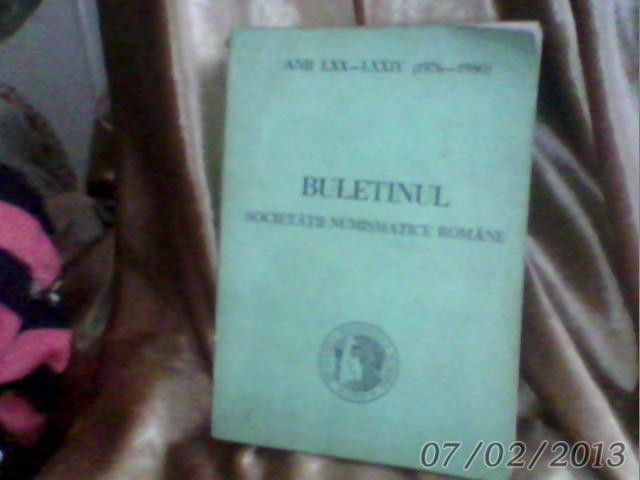 ANII LXX–LXXIV (1976–1980)
BULETINUL
SOCIETĂȚII NUMISMATICE ROMÂNE
07/02/2013